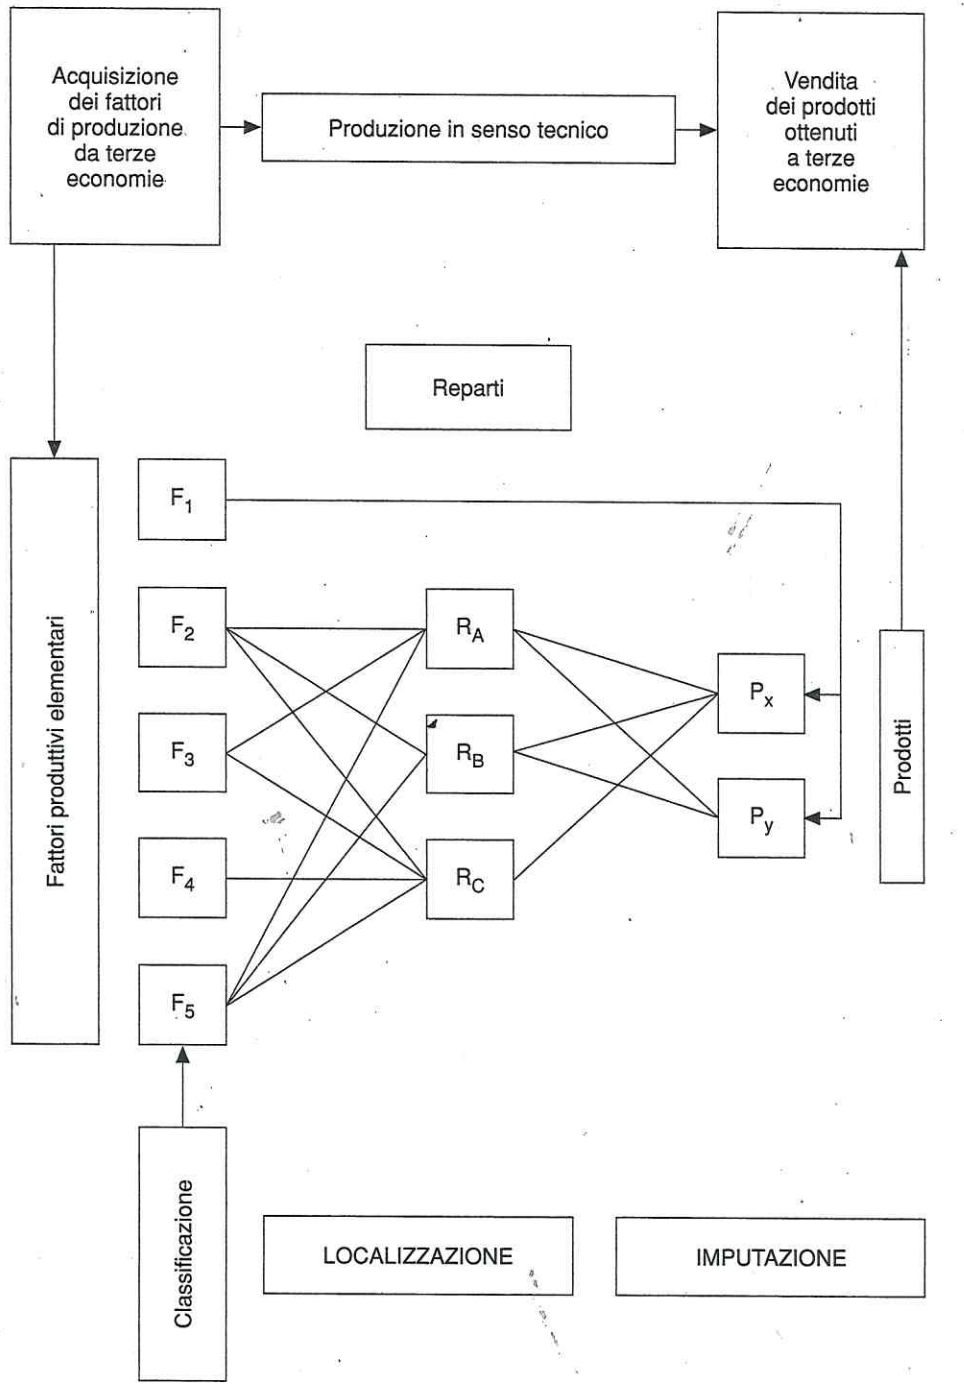 Acquisizione
dei fattori
di produzione
da terze
economie
Produzione in senso tecnico
Vendita
dei prodotti
ottenuti
a terze
economie
Reparti
Fattori produttivi elementari
F1
F2
F3
F4
F5
RA
RB
RC
Px
Py
Prodotti
Classificazione
LOCALIZZAZIONE
IMPUTAZIONE